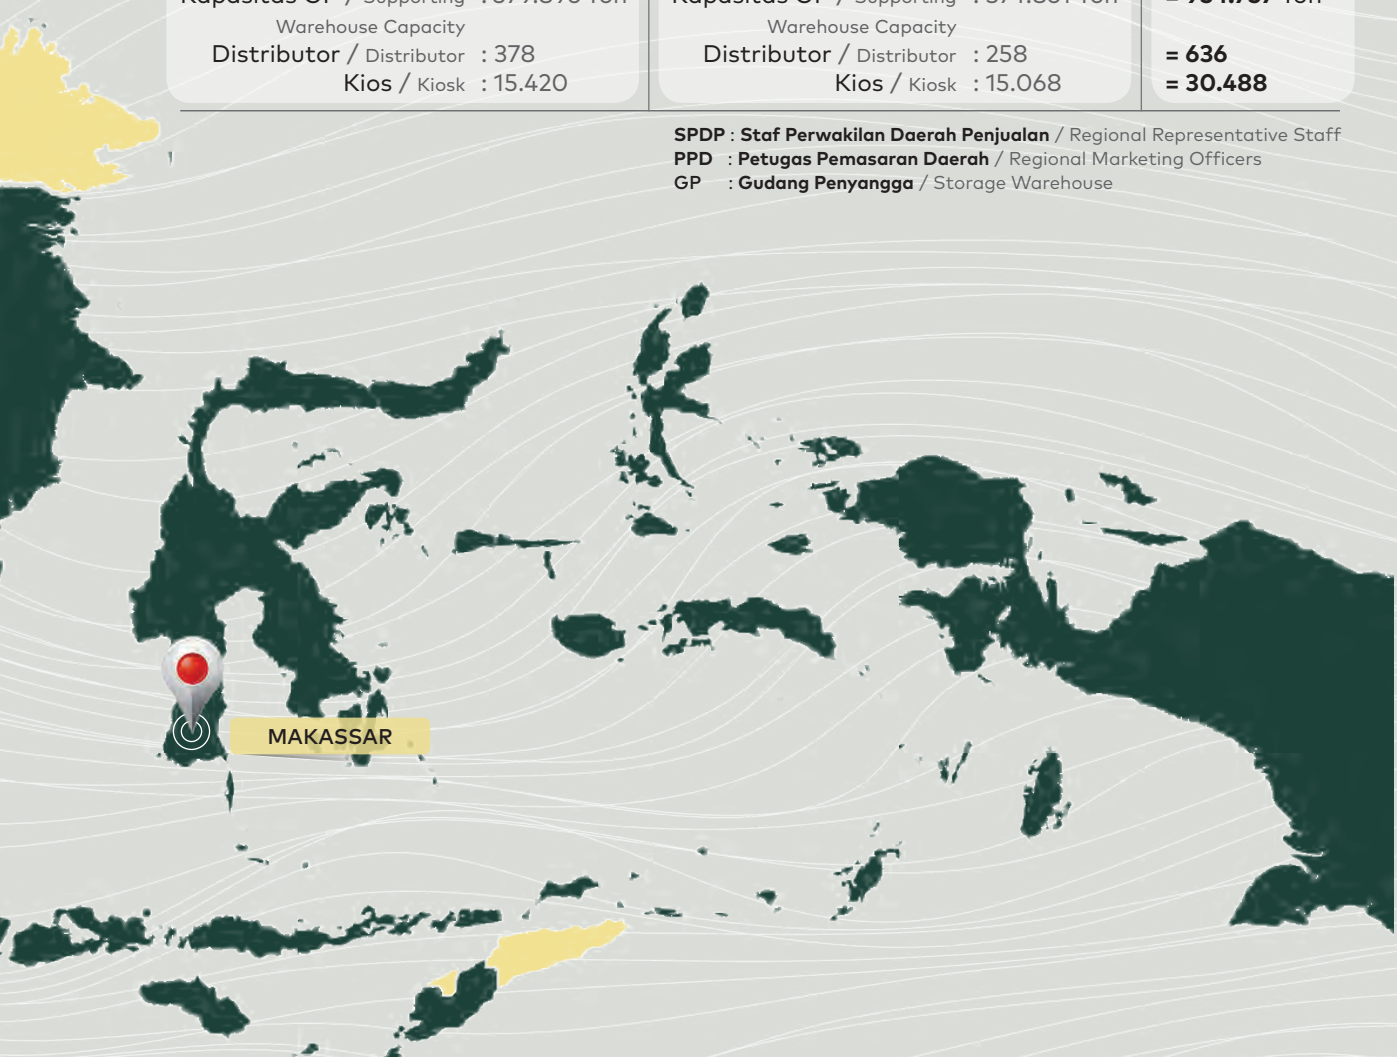 Warehouse Capacity Warehouse Capacity
Distributor / Distributor : 378 Distributor / Distributor : 258 = 636
Kios / Kiosk : 15.420 Kios / Kiosk : 15.068 = 30.488
SPDP : Staf Perwakilan Daerah Penjualan / Regional Representative Staff
PPD : Petugas Pemasaran Daerah / Regional Marketing Officers
GP : Gudang Penyangga / Storage Warehouse
MAKASSAR